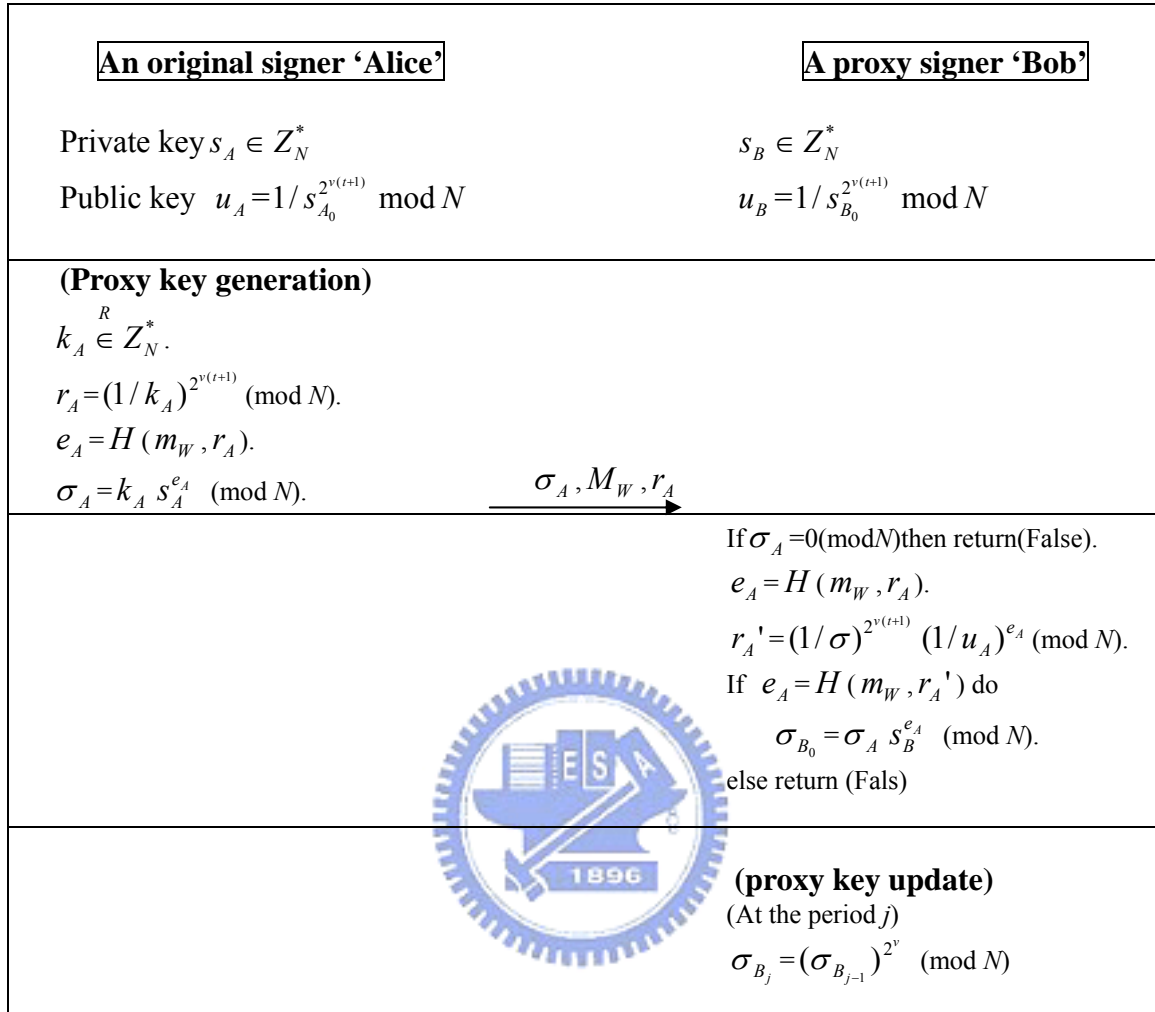 An original signer ‘Alice’
A proxy signer ‘Bob’
Private key s_A ∈ Z_N^*
s_B ∈ Z_N^*
Public key u_A =1/ s_{A_0}^{2^{v(t+1)}} mod N
u_B =1/ s_{B_0}^{2^{v(t+1)}} mod N
(Proxy key generation)
k_A ∈^R Z_N^*.
r_A =(1/ k_A)^{2^{v(t+1)}} (mod N).
e_A = H ( m_W , r_A).
σ_A = k_A s_A^{e_A} (mod N).
σ_A , M_W , r_A
If σ_A =0(modN)then return(False).
e_A = H ( m_W , r_A).
r_A '=(1/ σ)^{2^{v(t+1)}} (1/ u_A)^{e_A} (mod N).
If e_A = H ( m_W , r_A ') do
σ_{B_0} = σ_A s_B^{e_A} (mod N).
else return (Fals)
(proxy key update)
(At the period j)
σ_{B_j} =(σ_{B_{j-1}})^{2^v} (mod N)
E S A
1896